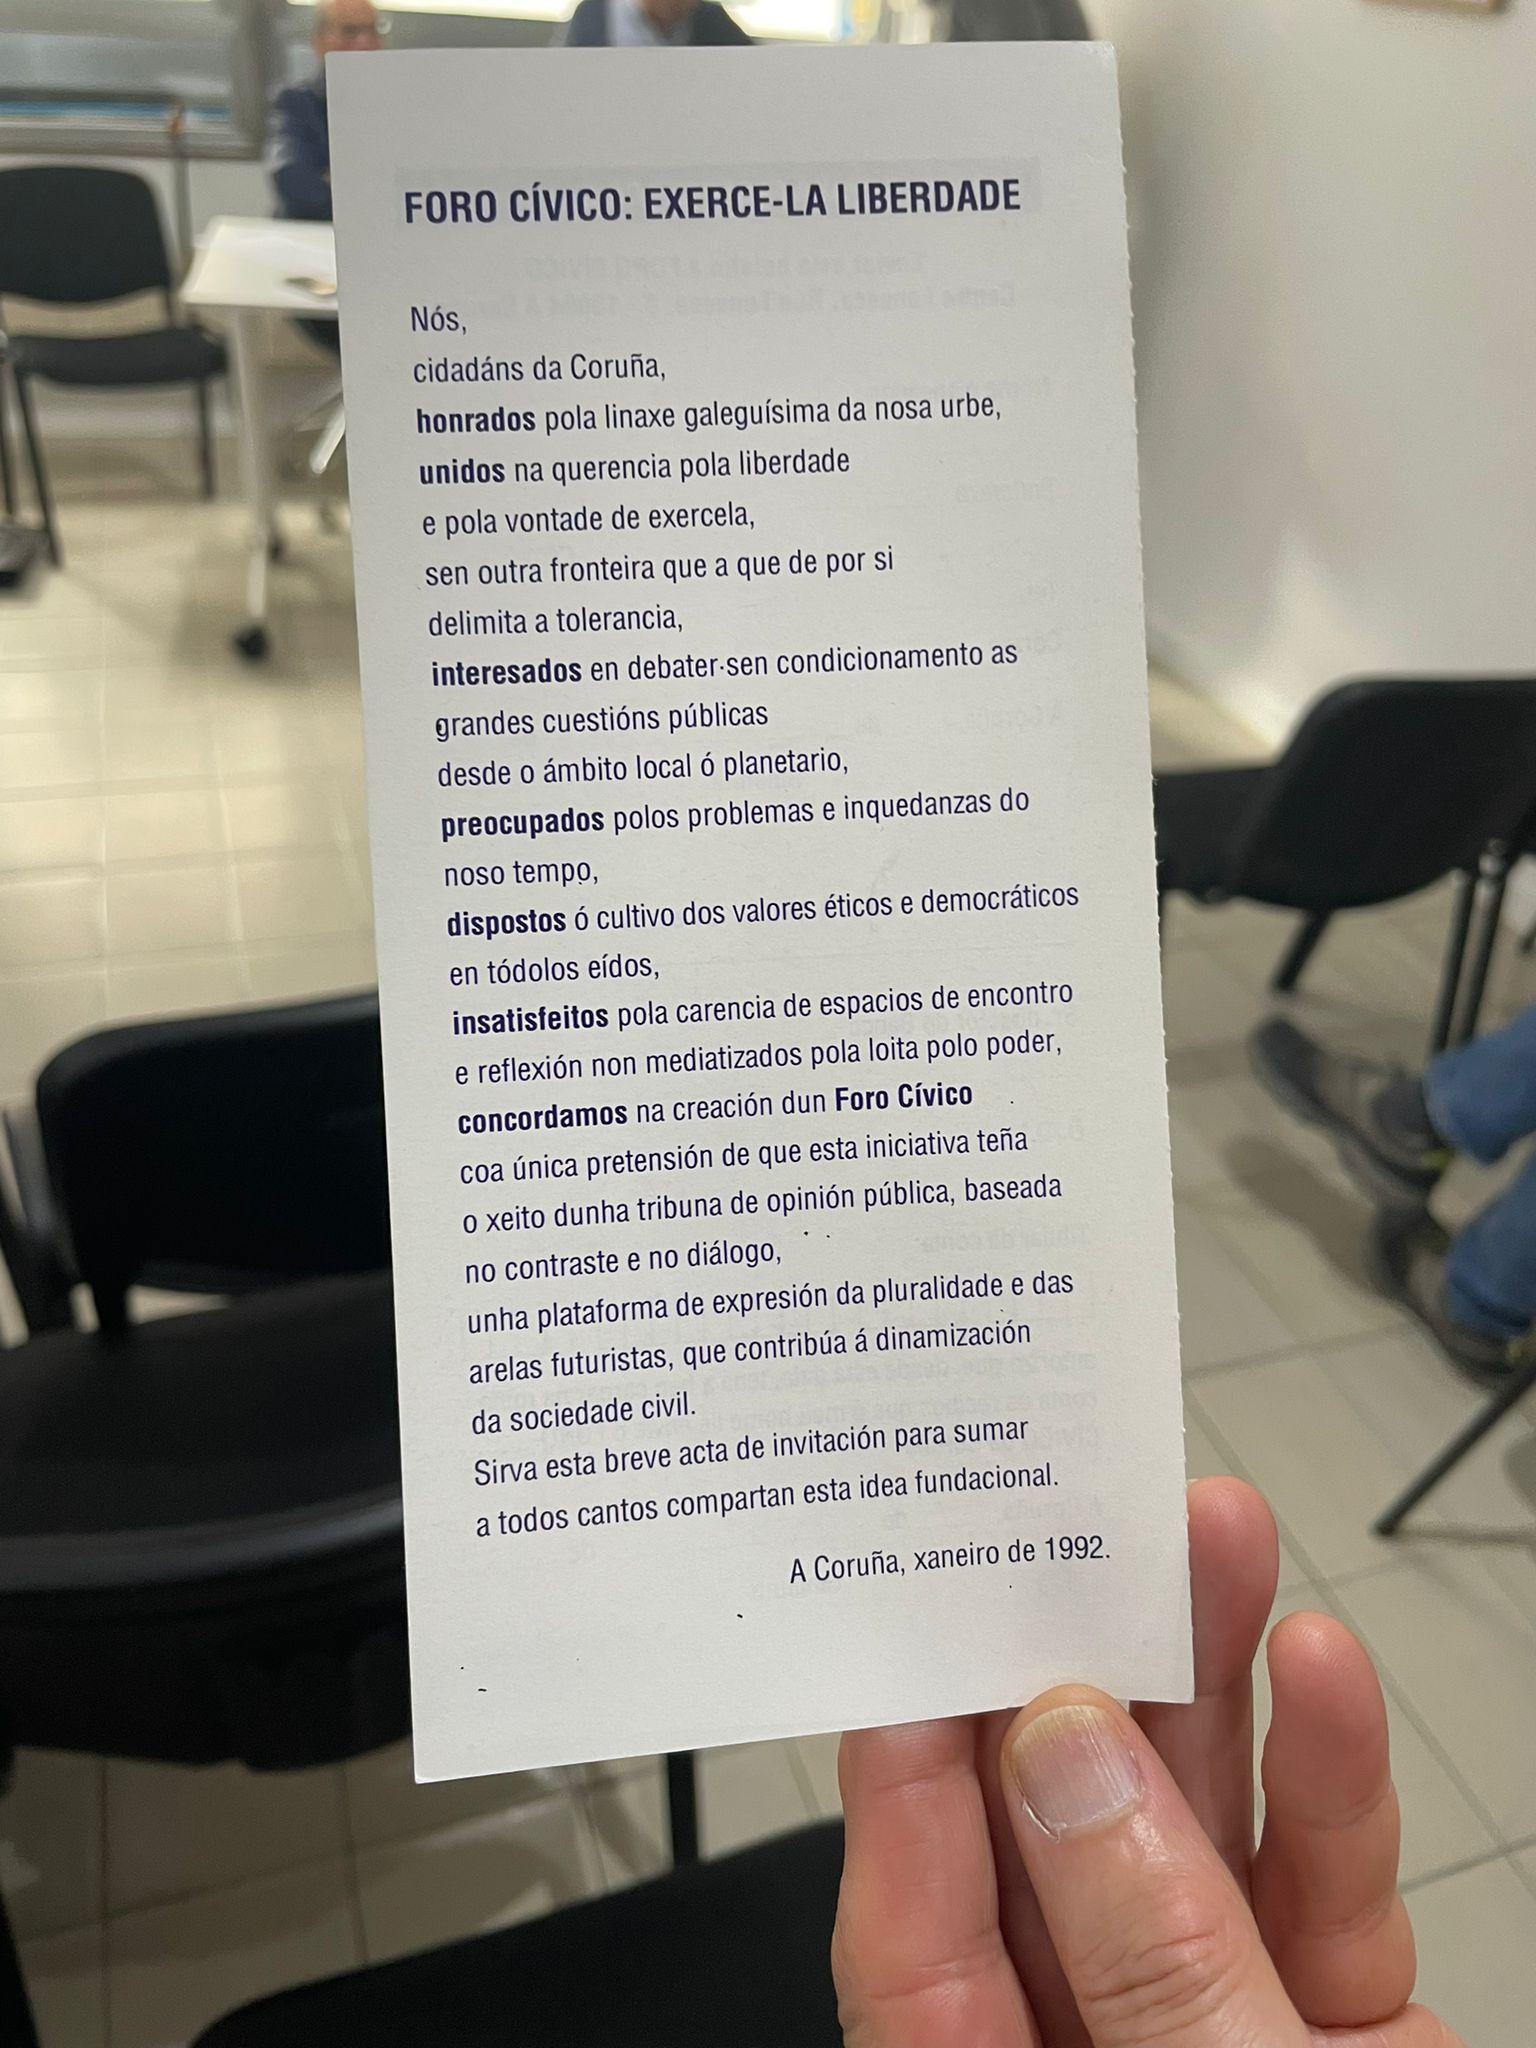 FORO CÍVICO: EXERCE-LA LIBERDADE
Nós,
cidadáns da Coruña,
honrados pola linaxe galeguísima da nosa urbe,
unidos na querencia pola liberdade
e pola vontade de exercela,
sen outra fronteira que a que de por si
delimita a tolerancia,
interesados en debater·sen condicionamento as
grandes cuestións públicas
desde o ámbito local ó planetario,
preocupados polos problemas e inquedanzas do
noso tempo,
dispostos ó cultivo dos valores éticos e democráticos
en tódolos eídos,
insatisfeitos pola carencia de espacios de encontro
e reflexión non mediatizados pola loita polo poder,
concordamos na creación dun Foro Cívico
coa única pretensión de que esta iniciativa teña
o xeito dunha tribuna de opinión pública, baseada
no contraste e no diálogo,
unha plataforma de expresión da pluralidade e das
arelas futuristas, que contribúa á dinamización
da sociedade civil.
Sirva esta breve acta de invitación para sumar
a todos cantos compartan esta idea fundacional.
A Coruña, xaneiro de 1992.